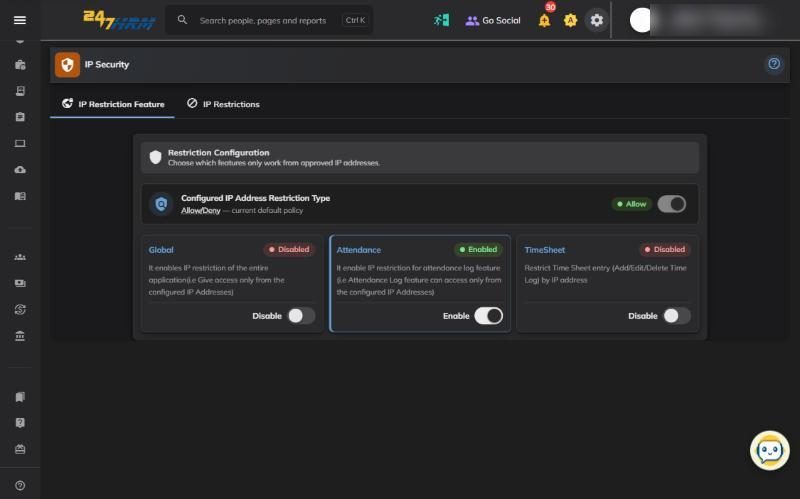 247HRM
Search people, pages and reports
Ctrl K
Go Social
30
A
IP Security
IP Restriction Feature
IP Restrictions
Restriction Configuration
Choose which features only work from approved IP addresses.
Configured IP Address Restriction Type
Allow/Deny — current default policy
Allow
Global
Disabled
It enables IP restriction of the entire
application(i.e Give access only from the
configured IP Addresses)
Disable
Attendance
Enabled
It enable IP restriction for attendance log feature
(i.e Attendance Log feature can access only from
the configured IP Addresses)
Enable
TimeSheet
Disabled
Restrict Time Sheet entry (Add/Edit/Delete Time
Log) by IP address
Disable